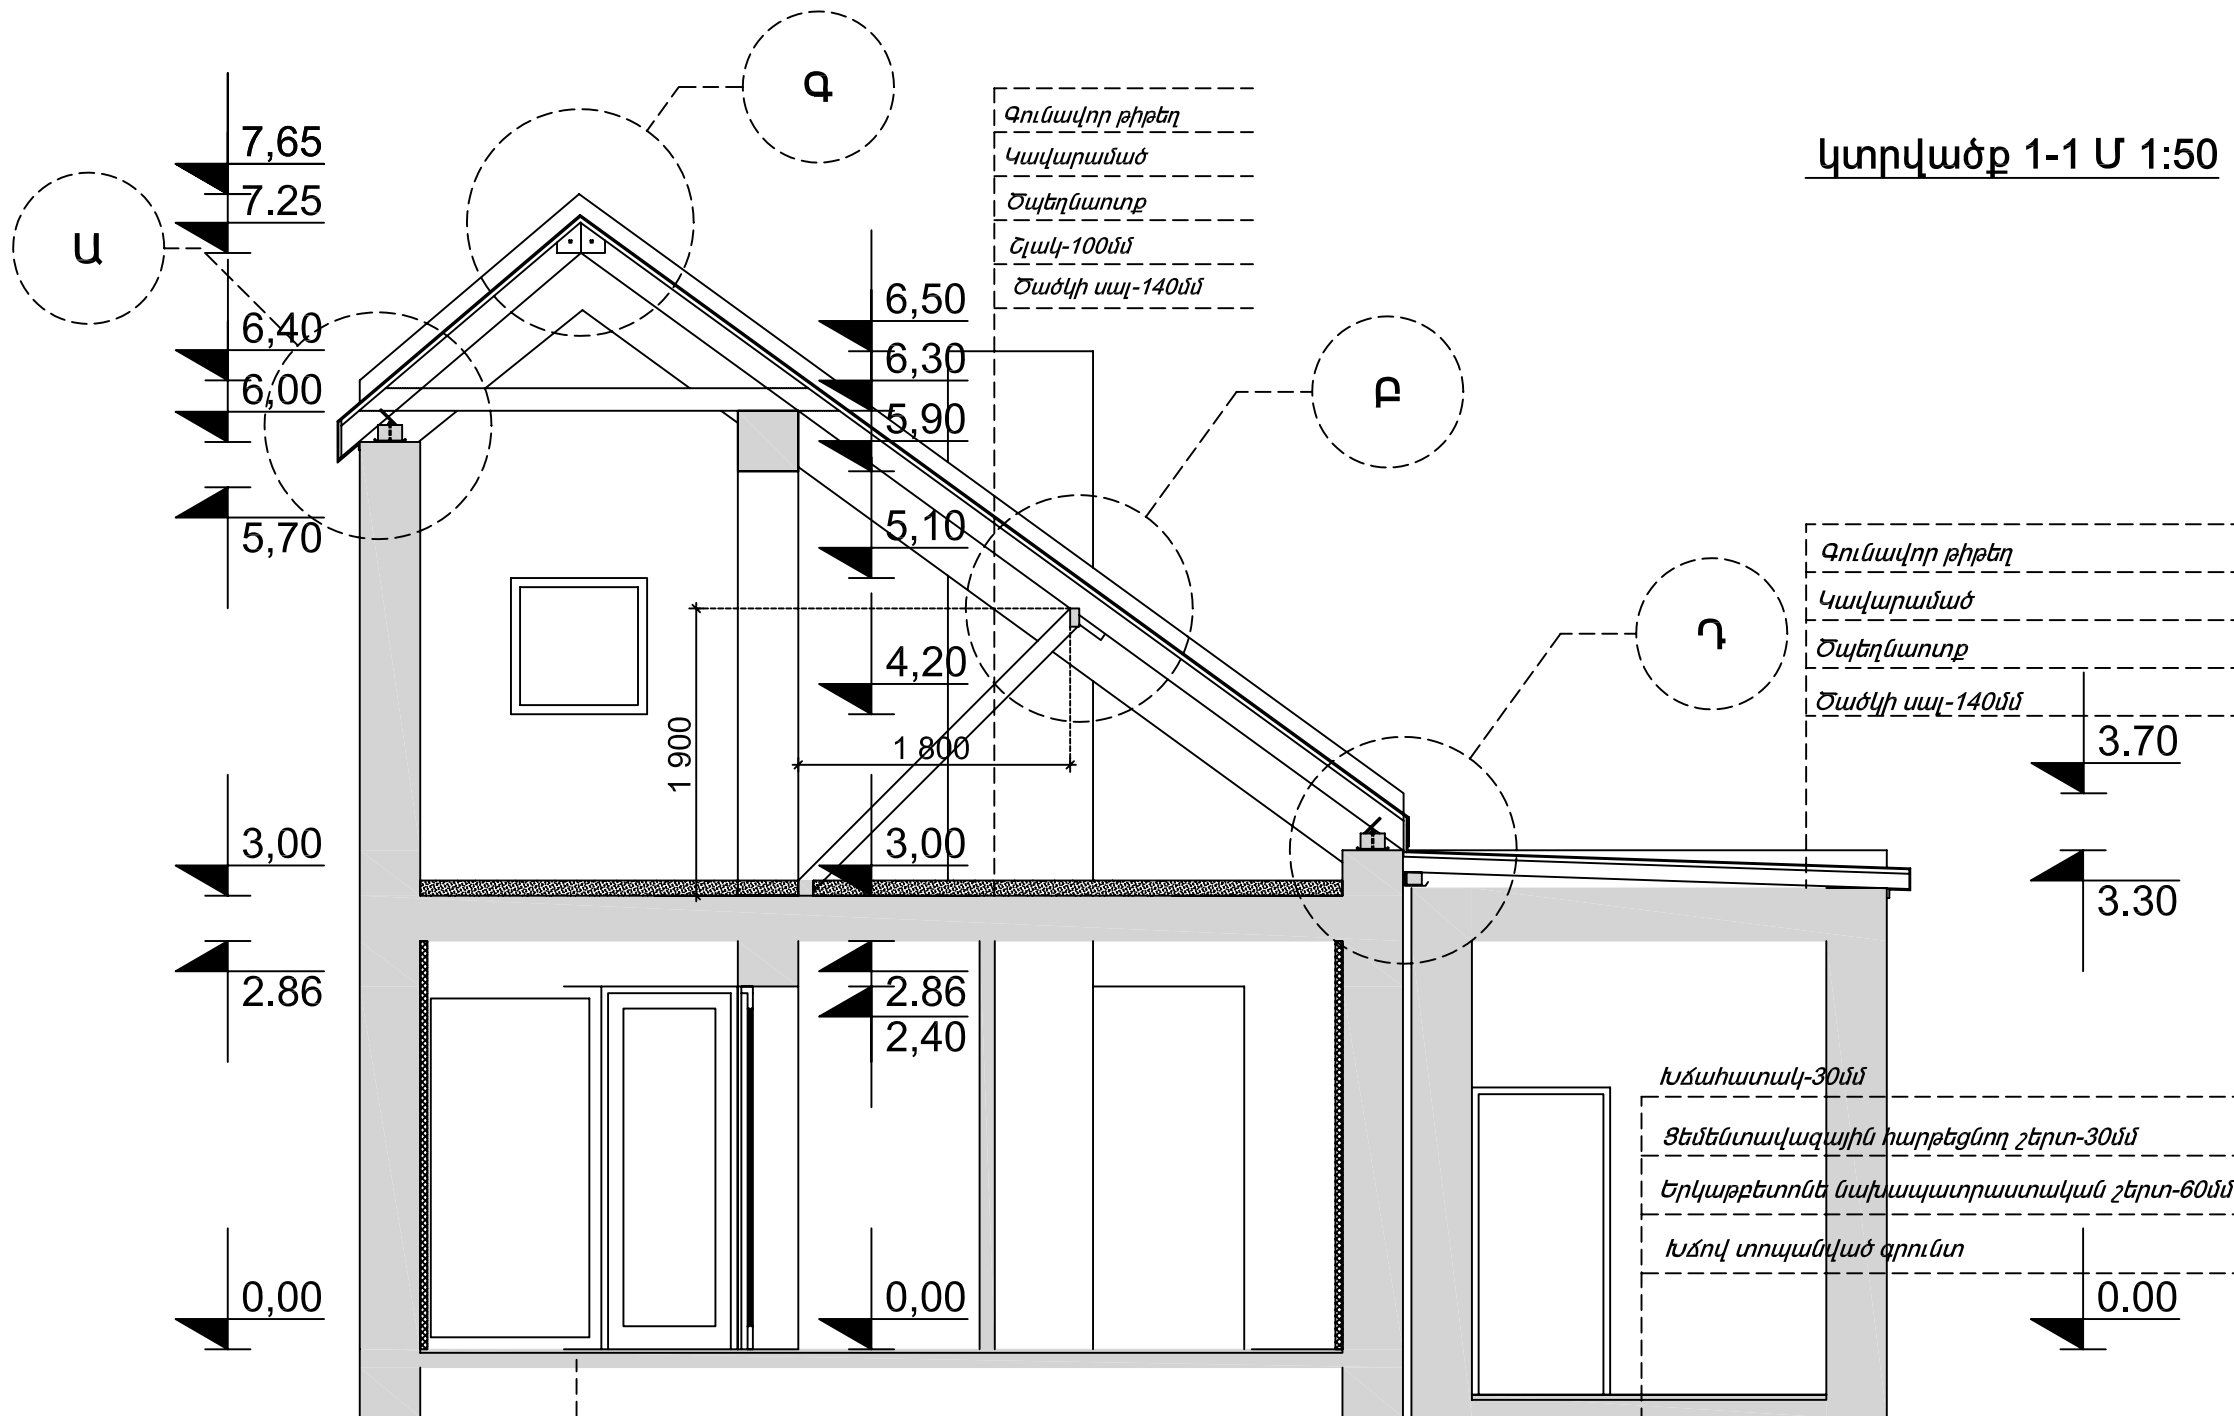 կտրվածք 1-1 Մ 1:50
Գ
Ա
Բ
Դ
Գունավոր թիթեղ
Կավարամած
Ծպեղնաոտք
Շլակ-100մմ
Ծածկի սալ-140մմ
7,65
7.25
6,40
6,00
5,70
3,00
2.86
0,00
6,50
6,30
5,90
5,10
4,20
3,00
2.86
2,40
0,00
1 900
1 800
Գունավոր թիթեղ
Կավարամած
Ծպեղնաոտք
Ծածկի սալ-140մմ
3.70
3.30
0.00
Խճահատակ-30մմ
Ցեմենտավազային հարթեցնող շերտ-30մմ
Երկաթբետոնե նախապատրաստական շերտ-60մմ
Խճով տոպանված գրունտ